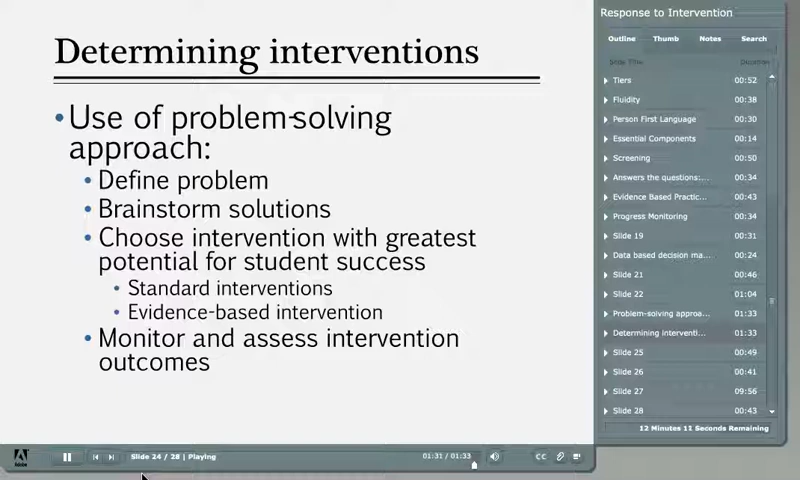 Determining interventions
•Use of problem-solving
approach:
• Define problem
• Brainstorm solutions
• Choose intervention with greatest
potential for student success
• Standard interventions
• Evidence-based intervention
• Monitor and assess intervention
outcomes
Slide 24 / 28 | Playing
01:31 / 01:33
CC
Adobe
Response to Intervention
Outline Thumb Notes Search
Slide Title Duration
Tiers 00:52
Fluidity 00:38
Person First Language 00:30
Essential Components 00:14
Screening 00:50
Answers the questions:... 00:34
Evidence Based Practic... 00:43
Progress Monitoring 00:34
Slide 19 00:31
Data based decision ma... 00:24
Slide 21 00:46
Slide 22 01:04
Problem-solving approa... 01:33
Determining interventi... 01:33
Slide 25 00:49
Slide 26 00:41
Slide 27 09:56
Slide 28 00:43
12 Minutes 11 Seconds Remaining